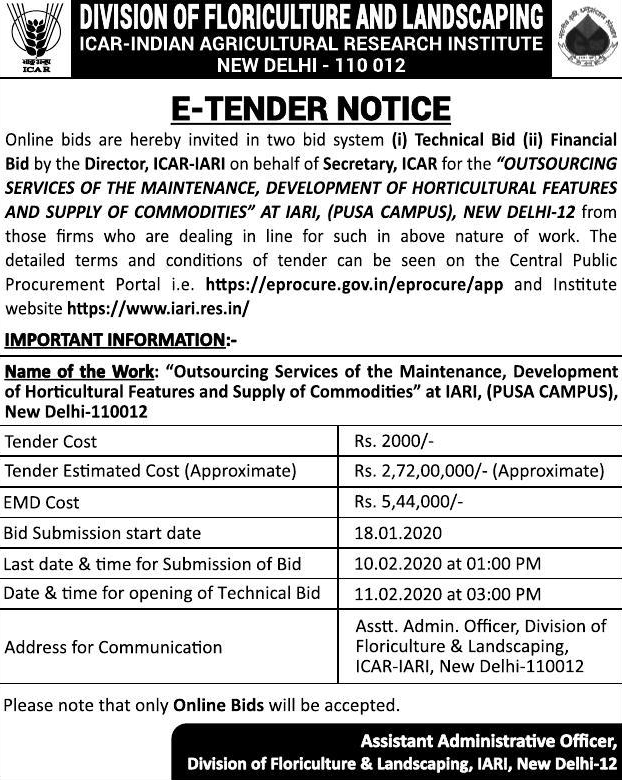 DIVISION OF FLORICULTURE AND LANDSCAPING
ICAR-INDIAN AGRICULTURAL RESEARCH INSTITUTE
NEW DELHI - 110 012
ICAR
E-TENDER NOTICE
Online bids are hereby invited in two bid system (i) Technical Bid (ii) Financial
Bid by the Director, ICAR-IARI on behalf of Secretary, ICAR for the “OUTSOURCING
SERVICES OF THE MAINTENANCE, DEVELOPMENT OF HORTICULTURAL FEATURES
AND SUPPLY OF COMMODITIES” AT IARI, (PUSA CAMPUS), NEW DELHI-12 from
those firms who are dealing in line for such in above nature of work. The
detailed terms and conditions of tender can be seen on the Central Public
Procurement Portal i.e. https://eprocure.gov.in/eprocure/app and Institute
website https://www.iari.res.in/
IMPORTANT INFORMATION:-
Name of the Work: “Outsourcing Services of the Maintenance, Development
of Horticultural Features and Supply of Commodities” at IARI, (PUSA CAMPUS),
New Delhi-110012
Tender Cost Rs. 2000/-
Tender Estimated Cost (Approximate) Rs. 2,72,00,000/- (Approximate)
EMD Cost Rs. 5,44,000/-
Bid Submission start date 18.01.2020
Last date & time for Submission of Bid 10.02.2020 at 01:00 PM
Date & time for opening of Technical Bid 11.02.2020 at 03:00 PM
Address for Communication Asstt. Admin. Officer, Division of
Floriculture & Landscaping,
ICAR-IARI, New Delhi-110012
Please note that only Online Bids will be accepted.
Assistant Administrative Officer,
Division of Floriculture & Landscaping, IARI, New Delhi-12